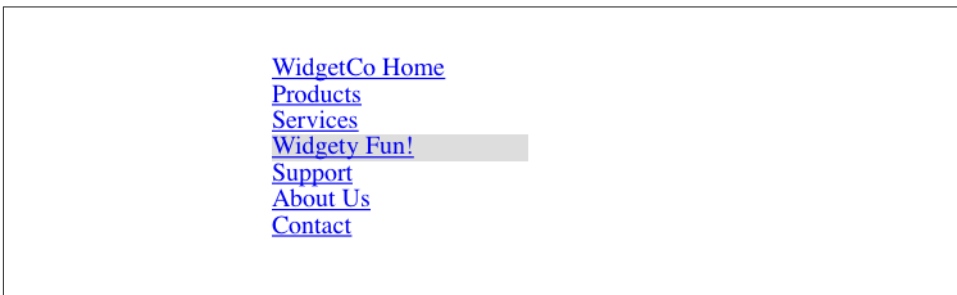 WidgetCo Home
Products
Services
Widgety Fun!
Support
About Us
Contact